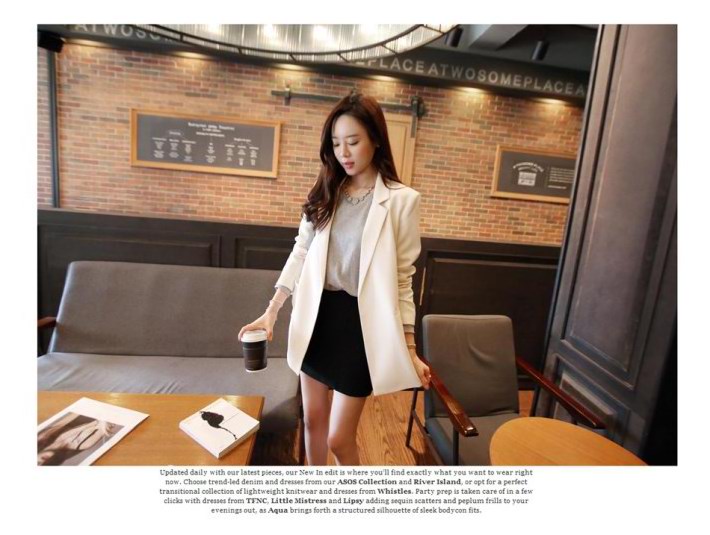 ATWOSO
PLACEATWOSOMEPLACEA
Updated daily with our latest pieces, our New In edit is where you'll find exactly what you want to wear right
now. Choose trend-led denim and dresses from our ASOS Collection and River Island, or opt for a perfect
transitional collection of lightweight knitwear and dresses from Whistles. Party prep is taken care of in a few
clicks with dresses from TFNC, Little Mistress and Lipsy adding sequin scatters and peplum frills to your
evenings out, as Aqua brings forth a structured silhouette of sleek bodycon fits.